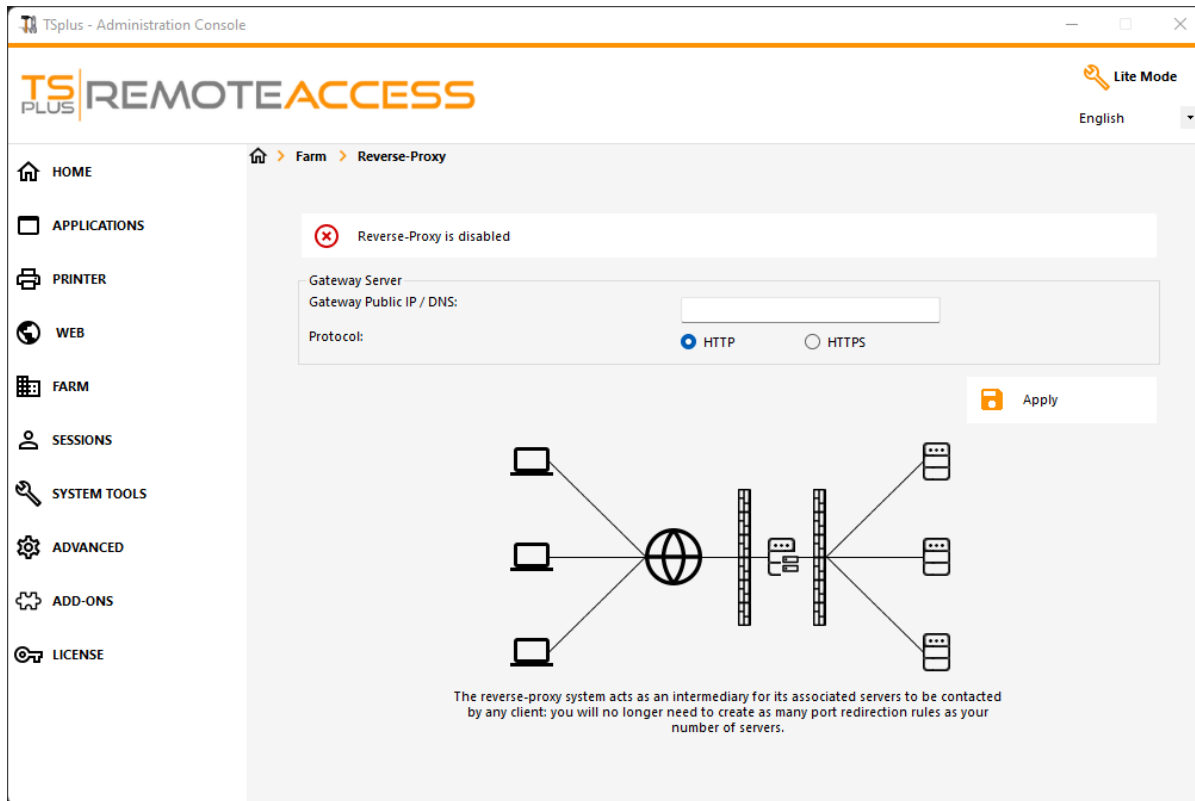 TSplus - Administration Console
TS PLUS REMOTEACCESS
Lite Mode
English
Farm > Reverse-Proxy
HOME
APPLICATIONS
PRINTER
WEB
FARM
SESSIONS
SYSTEM TOOLS
ADVANCED
ADD-ONS
LICENSE
Reverse-Proxy is disabled
Gateway Server
Gateway Public IP / DNS:
Protocol:
HTTP
HTTPS
Apply
The reverse-proxy system acts as an intermediary for its associated servers to be contacted
by any client: you will no longer need to create as many port redirection rules as your
number of servers.